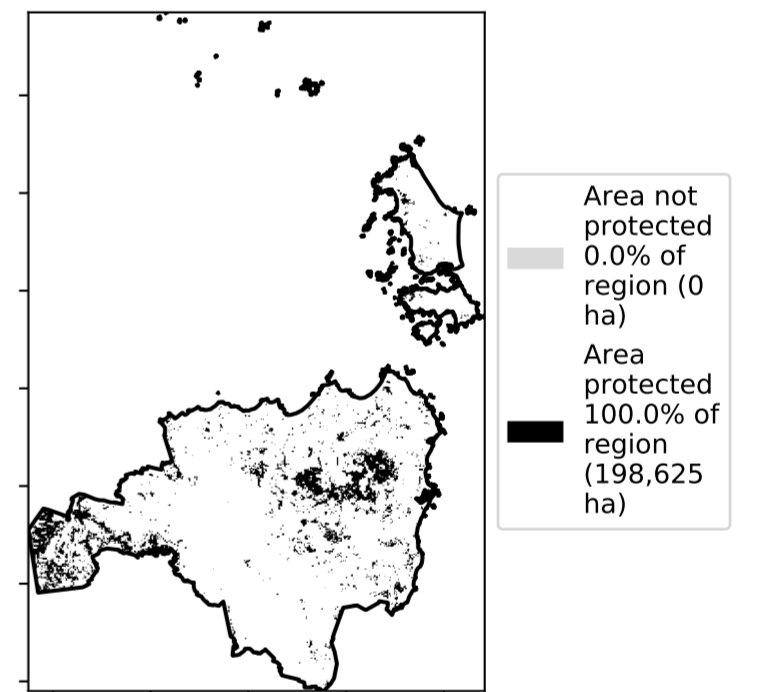 Area not
protected
0.0% of
region (0
ha)
Area
protected
100.0% of
region
(198,625
ha)